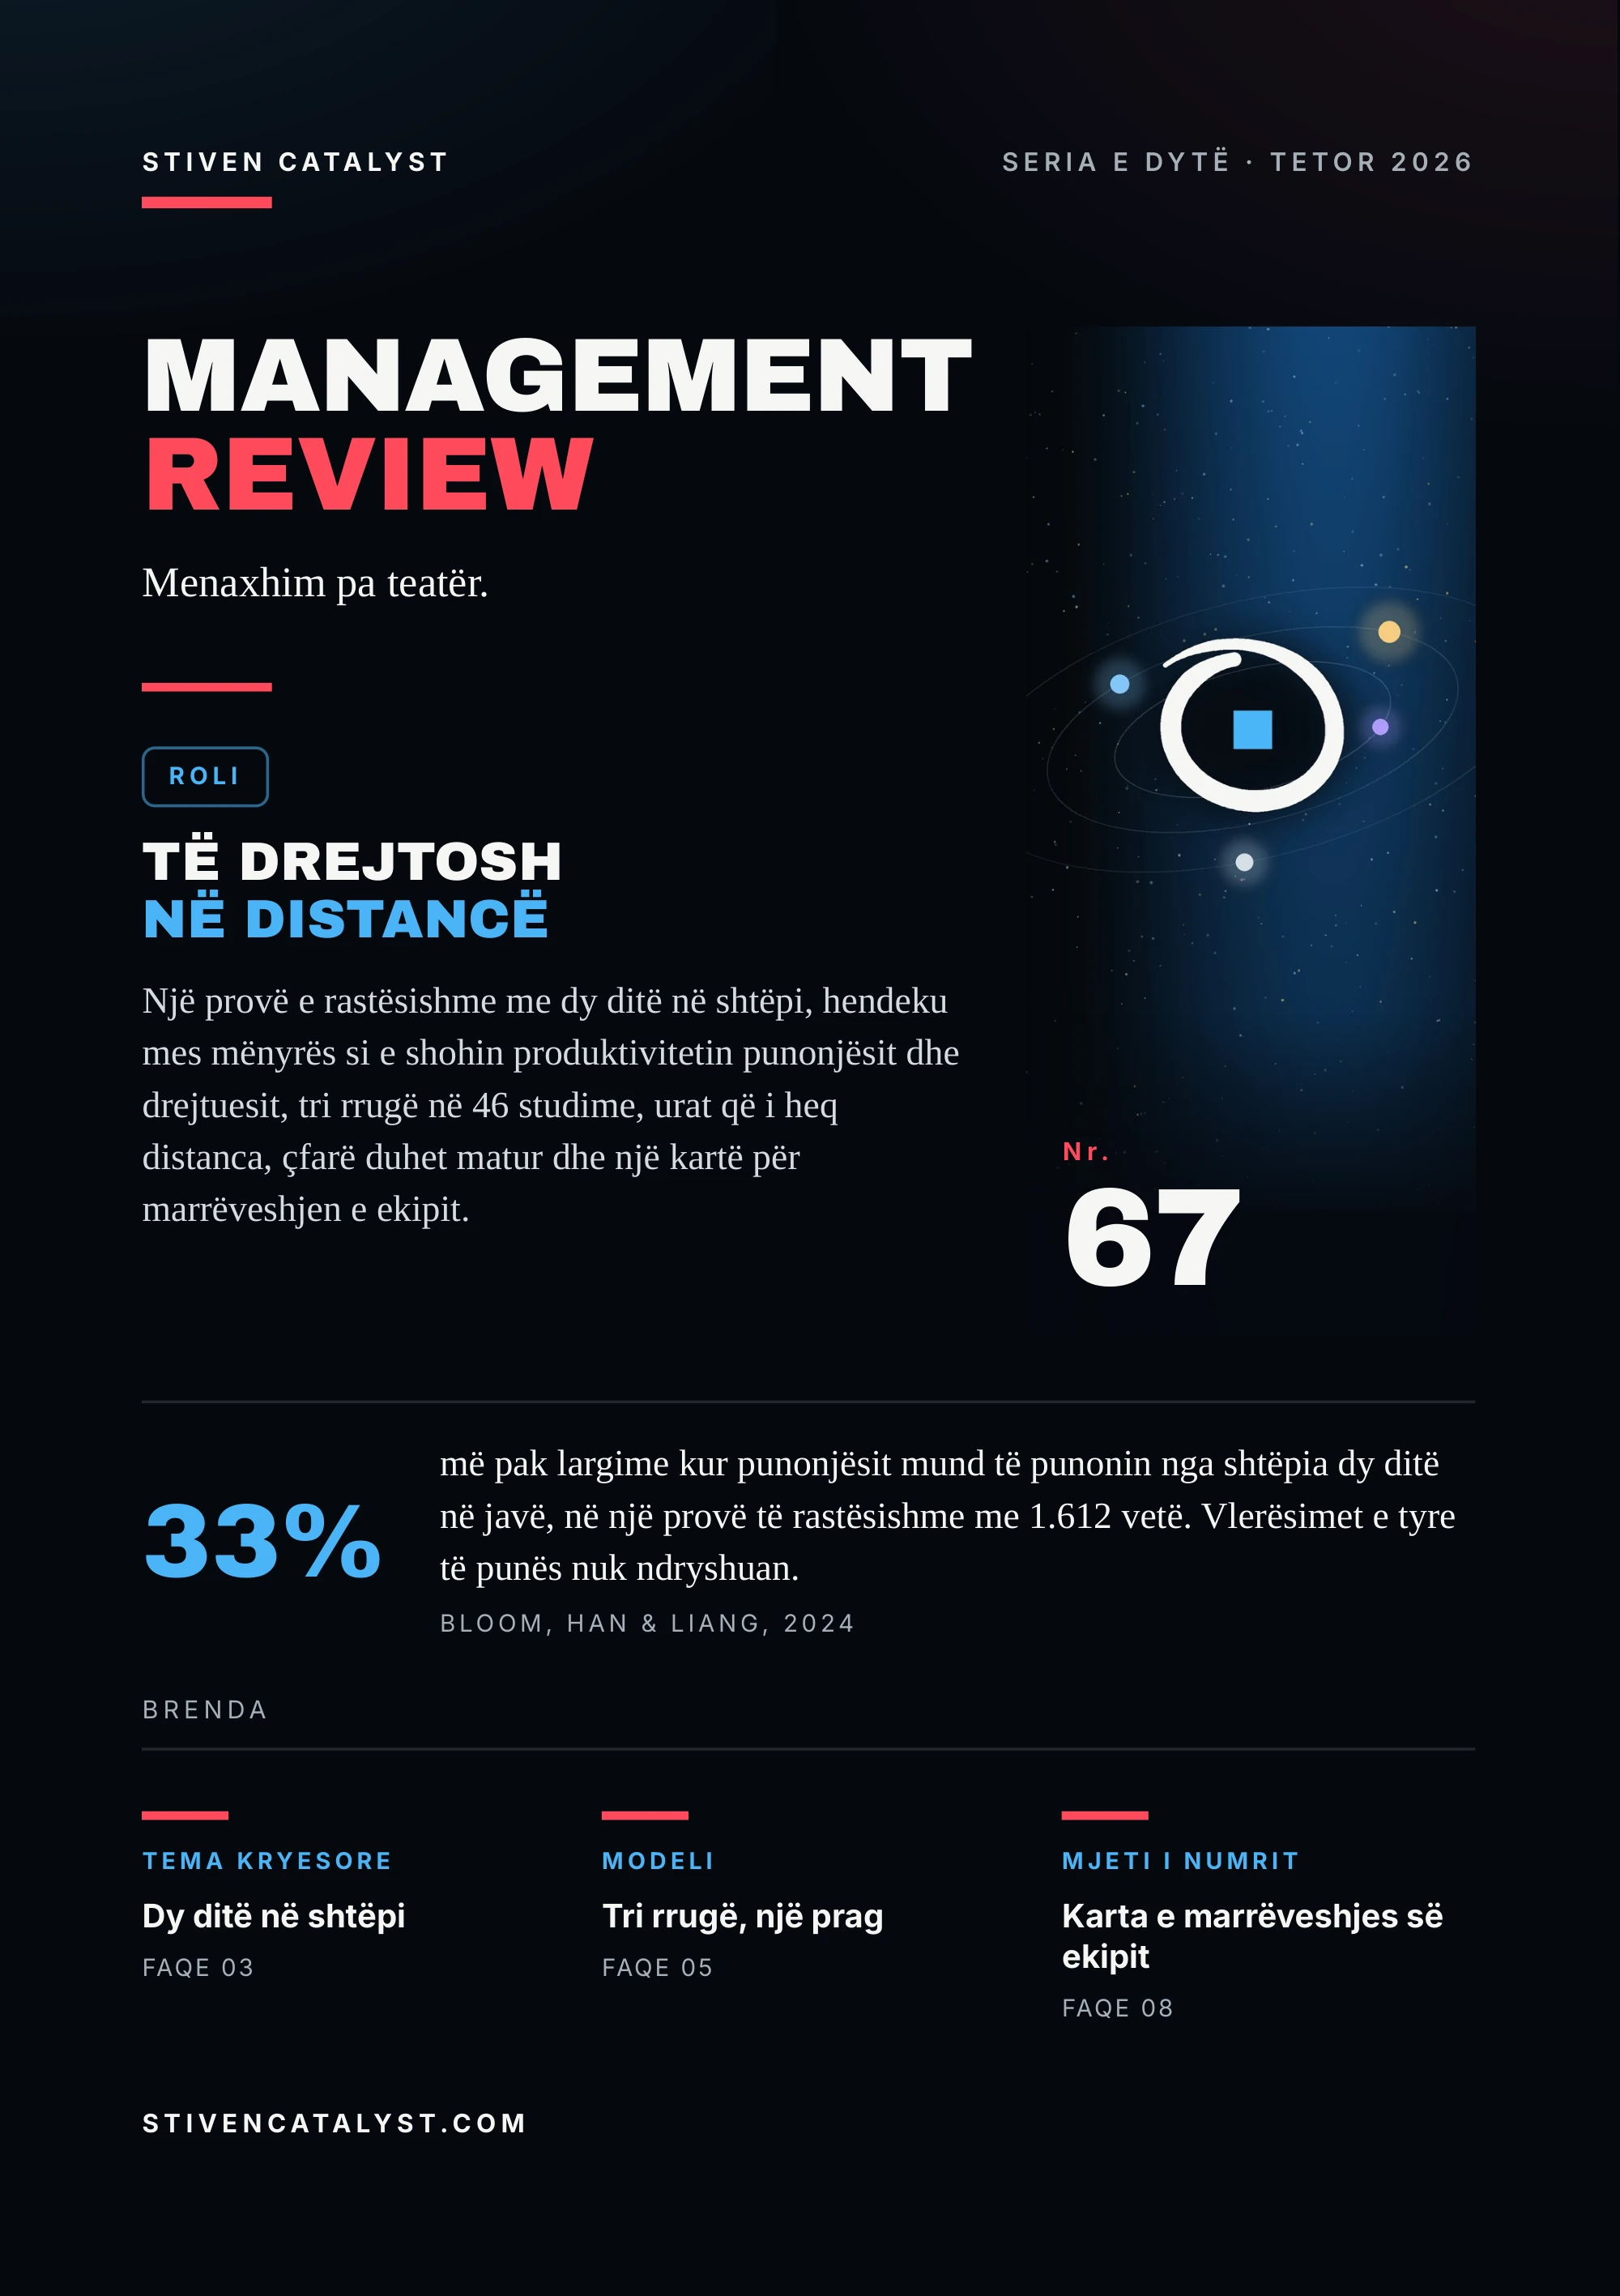 STIVEN CATALYST
SERIA E DYTË · TETOR 2026
MANAGEMENT
REVIEW
Menaxhim pa teatër.
ROLI
TË DREJTOSH
NË DISTANCË
Një provë e rastësishme me dy ditë në shtëpi, hendeku
mes mënyrës si e shohin produktivitetin punonjësit dhe
drejtuesit, tri rrugë në 46 studime, urat që i heq
distanca, çfarë duhet matur dhe një kartë për
marrëveshjen e ekipit.
Nr.
67
33%
më pak largime kur punonjësit mund të punonin nga shtëpia dy ditë
në javë, në një provë të rastësishme me 1.612 vetë. Vlerësimet e tyre
të punës nuk ndryshuan.
BLOOM, HAN & LIANG, 2024
BRENDA
TEMA KRYESORE
Dy ditë në shtëpi
FAQE 03
MODELI
Tri rrugë, një prag
FAQE 05
MJETI I NUMRIT
Karta e marrëveshjes së
ekipit
FAQE 08
STIVENCATALYST.COM